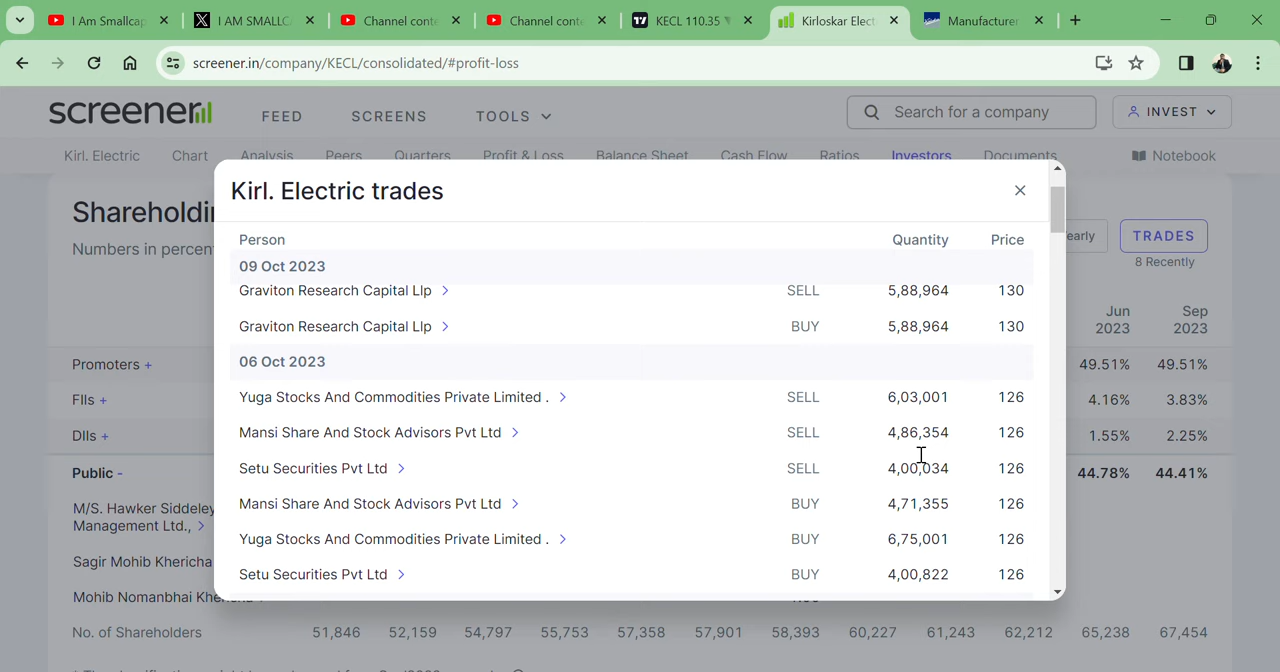 I Am Smallcap
I AM SMALLC
Channel conte
Channel conte
KECL 110.35
Kirloskar Elect
Manufacturer
screener.in/company/KECL/consolidated/#profit-loss
screener
FEED
SCREENS
TOOLS
Search for a company
INVEST
Kirl. Electric
Chart
Analysis
Peers
Quarters
Profit & Loss
Balance Sheet
Cash Flow
Ratios
Investors
Documents
Notebook
Numbers in percent
TRADES
8 Recently
Kirl. Electric trades
Person Quantity Price
09 Oct 2023
Graviton Research Capital Llp SELL 5,88,964 130
Graviton Research Capital Llp BUY 5,88,964 130
06 Oct 2023
Yuga Stocks And Commodities Private Limited . SELL 6,03,001 126
Mansi Share And Stock Advisors Pvt Ltd SELL 4,86,354 126
Setu Securities Pvt Ltd SELL 4,00,034 126
Mansi Share And Stock Advisors Pvt Ltd BUY 4,71,355 126
Yuga Stocks And Commodities Private Limited . BUY 6,75,001 126
Setu Securities Pvt Ltd BUY 4,00,822 126
Jun 2023 Sep 2023
Promoters + 49.51% 49.51%
FIIs + 4.16% 3.83%
DIIs + 1.55% 2.25%
Public - 44.78% 44.41%
M/S. Hawker Siddeley
Management Ltd.,
Sagir Mohib Khericha
Mohib Nomanbhai
No. of Shareholders 51,846 52,159 54,797 55,753 57,358 57,901 58,393 60,227 61,243 62,212 65,238 67,454